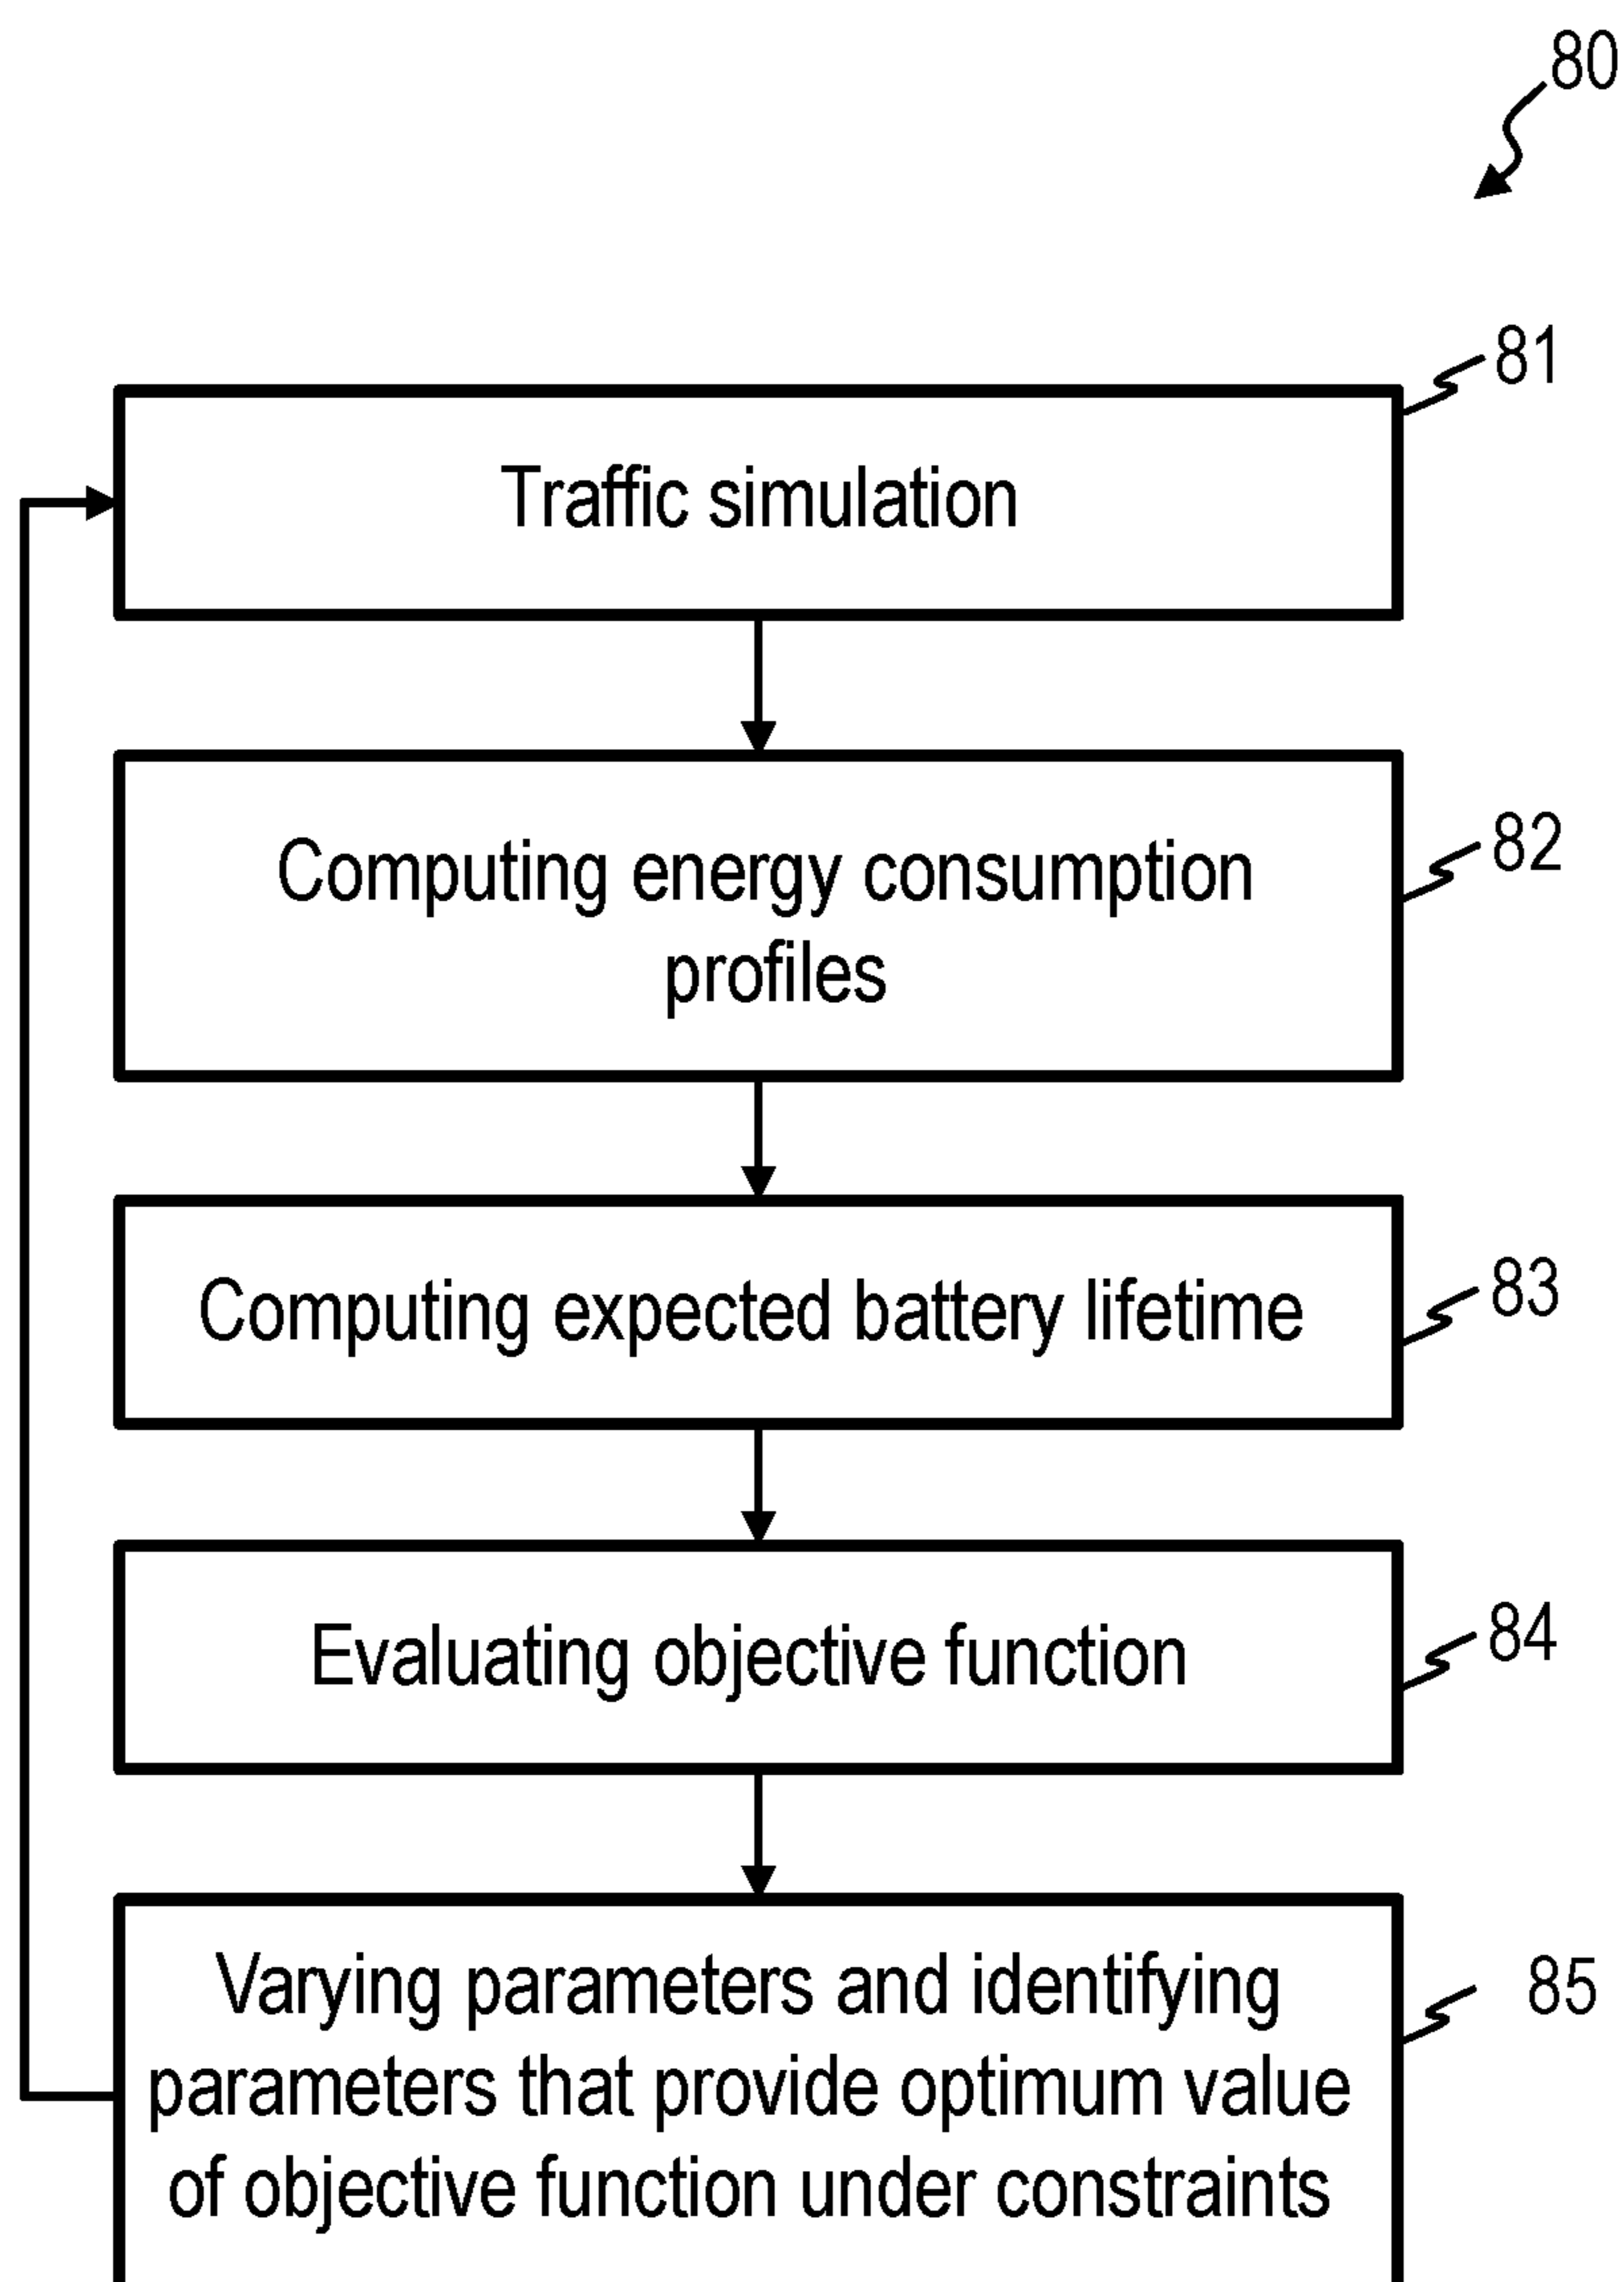 80
81
Traffic simulation
82
Computing energy consumption
profiles
83
Computing expected battery lifetime
84
Evaluating objective function
85
Varying parameters and identifying
parameters that provide optimum value
of objective function under constraints